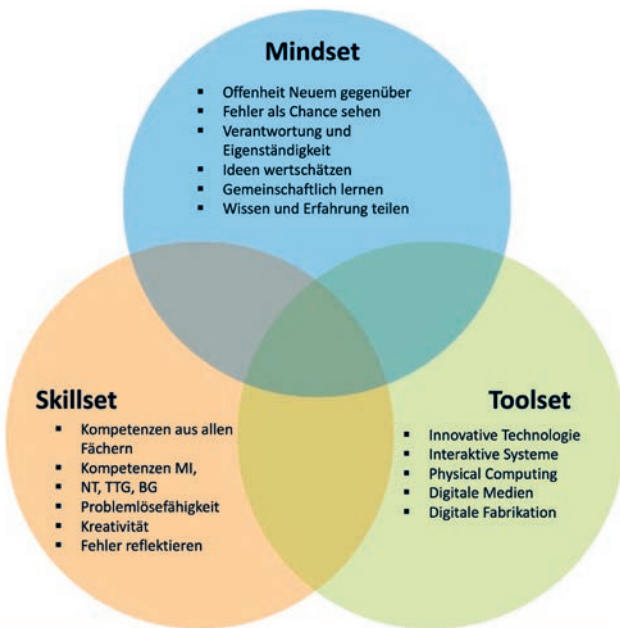 Mindset
▪ Offenheit Neuem gegenüber
▪ Fehler als Chance sehen
▪ Verantwortung und
Eigenständigkeit
▪ Ideen wertschätzen
▪ Gemeinschaftlich lernen
▪ Wissen und Erfahrung teilen
Skillset
▪ Kompetenzen aus allen
Fächern
▪ Kompetenzen MI,
▪ NT, TTG, BG
▪ Problemlösefähigkeit
▪ Kreativität
▪ Fehler reflektieren
Toolset
▪ Innovative Technologie
▪ Interaktive Systeme
▪ Physical Computing
▪ Digitale Medien
▪ Digitale Fabrikation